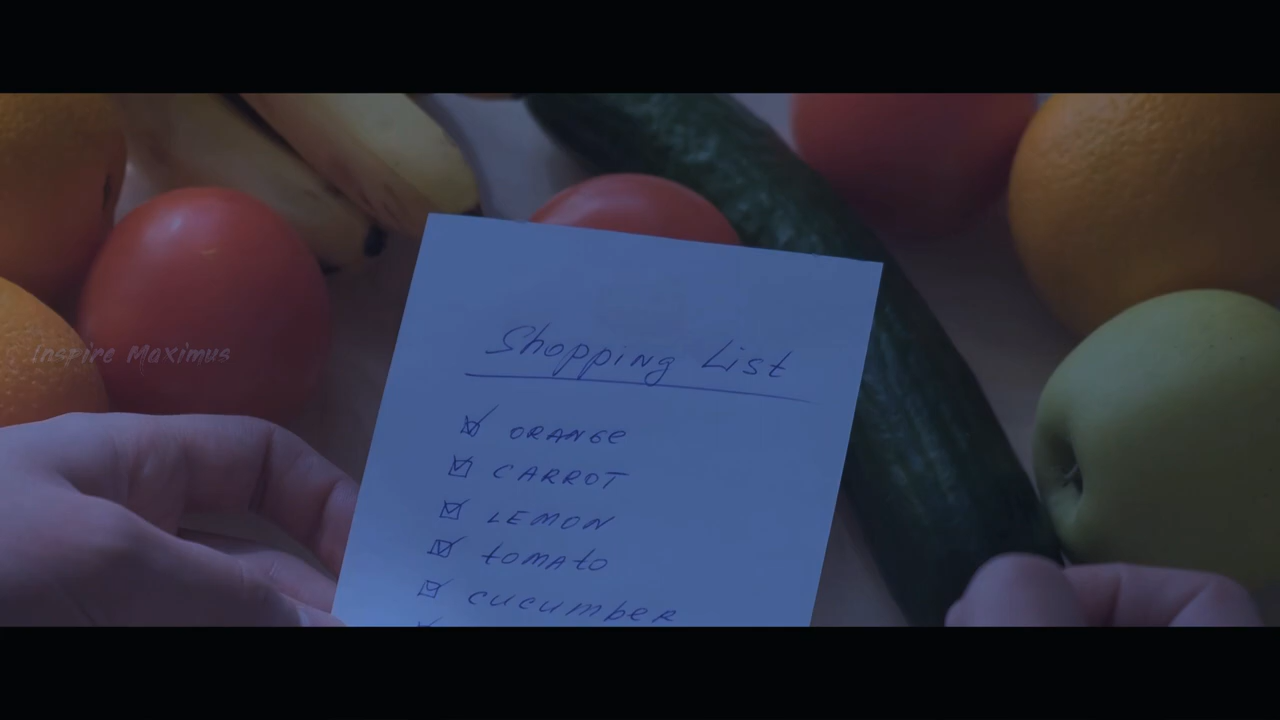 Shopping List
ORANGe
CARROT
LEMON
tOMAtO
cucumbeR
Inspire Maximus